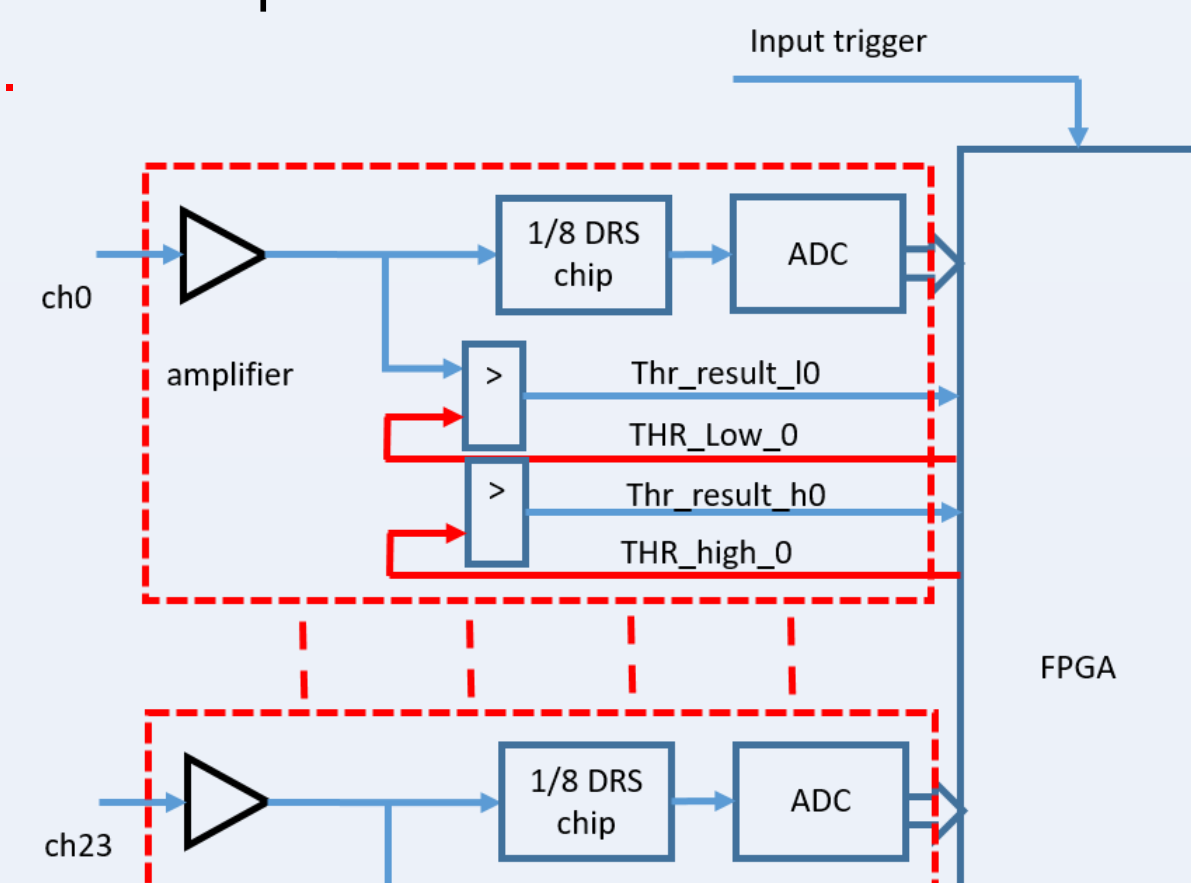 Input trigger
1/8 DRS
chip
ADC
ch0
amplifier
>
Thr_result_l0
THR_Low_0
>
Thr_result_h0
THR_high_0
FPGA
1/8 DRS
chip
ADC
ch23